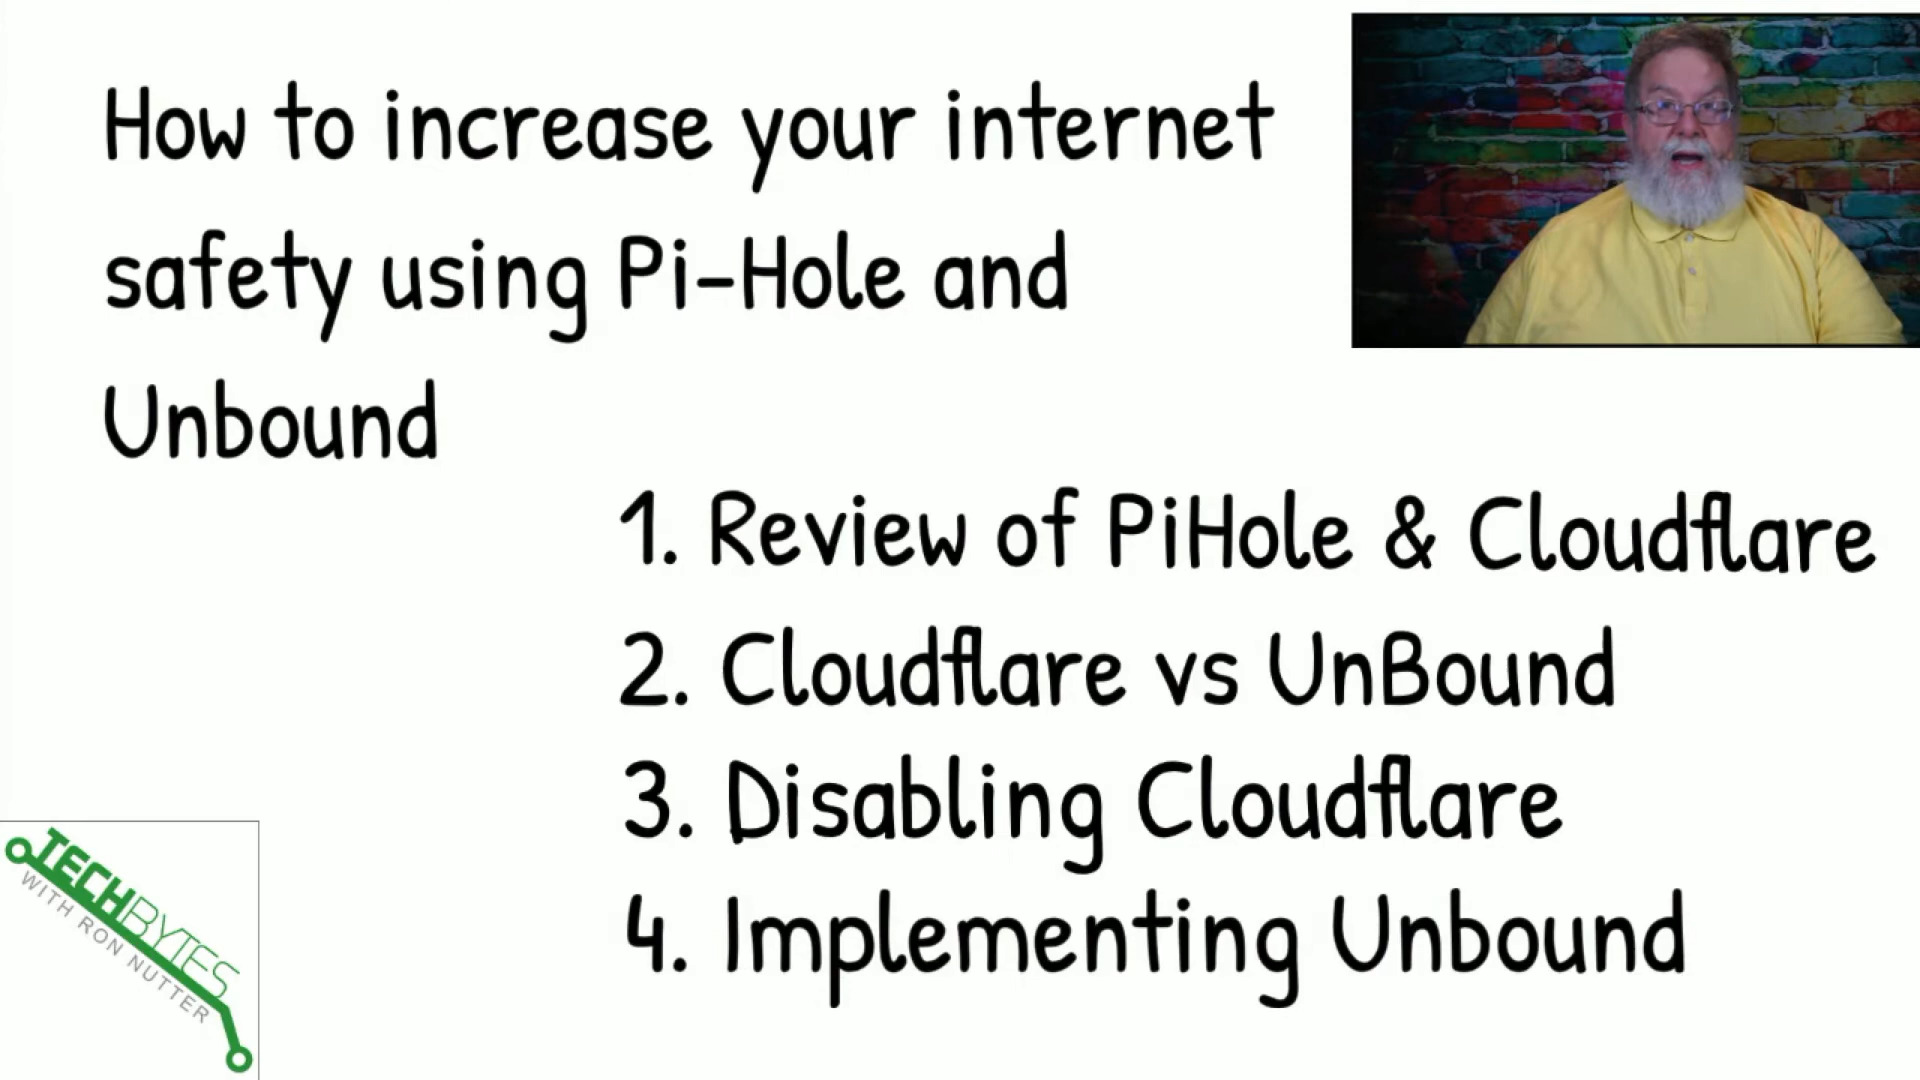 How to increase your internet
safety using Pi-Hole and
Unbound
1. Review of PiHole & Cloudflare
2. Cloudflare vs UnBound
3. Disabling Cloudflare
4. Implementing Unbound
TECHBYTES
WITH RON NUTTER